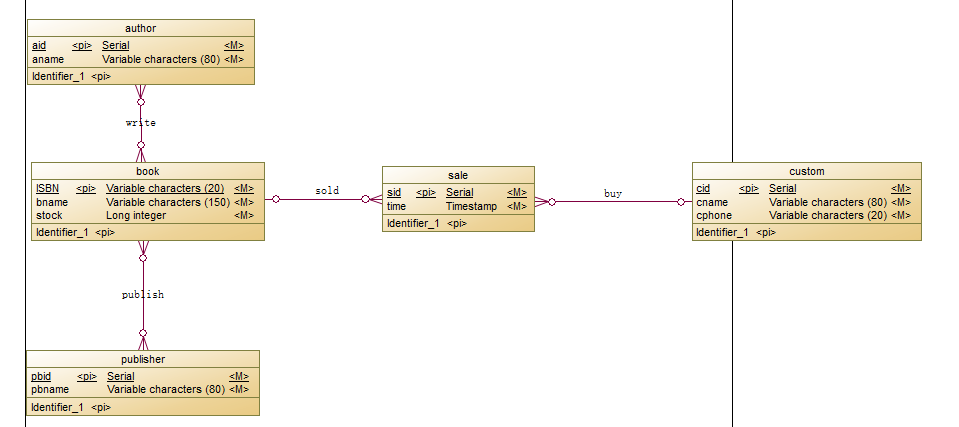 author
aid <pi> Serial <M>
aname Variable characters (80) <M>
Identifier_1 <pi>
write
book
ISBN <pi> Variable characters (20) <M>
bname Variable characters (150) <M>
stock Long integer <M>
Identifier_1 <pi>
sold
sale
sid <pi> Serial <M>
time Timestamp <M>
Identifier_1 <pi>
buy
custom
cid <pi> Serial <M>
cname Variable characters (80) <M>
cphone Variable characters (20) <M>
Identifier_1 <pi>
publish
publisher
pbid <pi> Serial <M>
pbname Variable characters (80) <M>
Identifier_1 <pi>